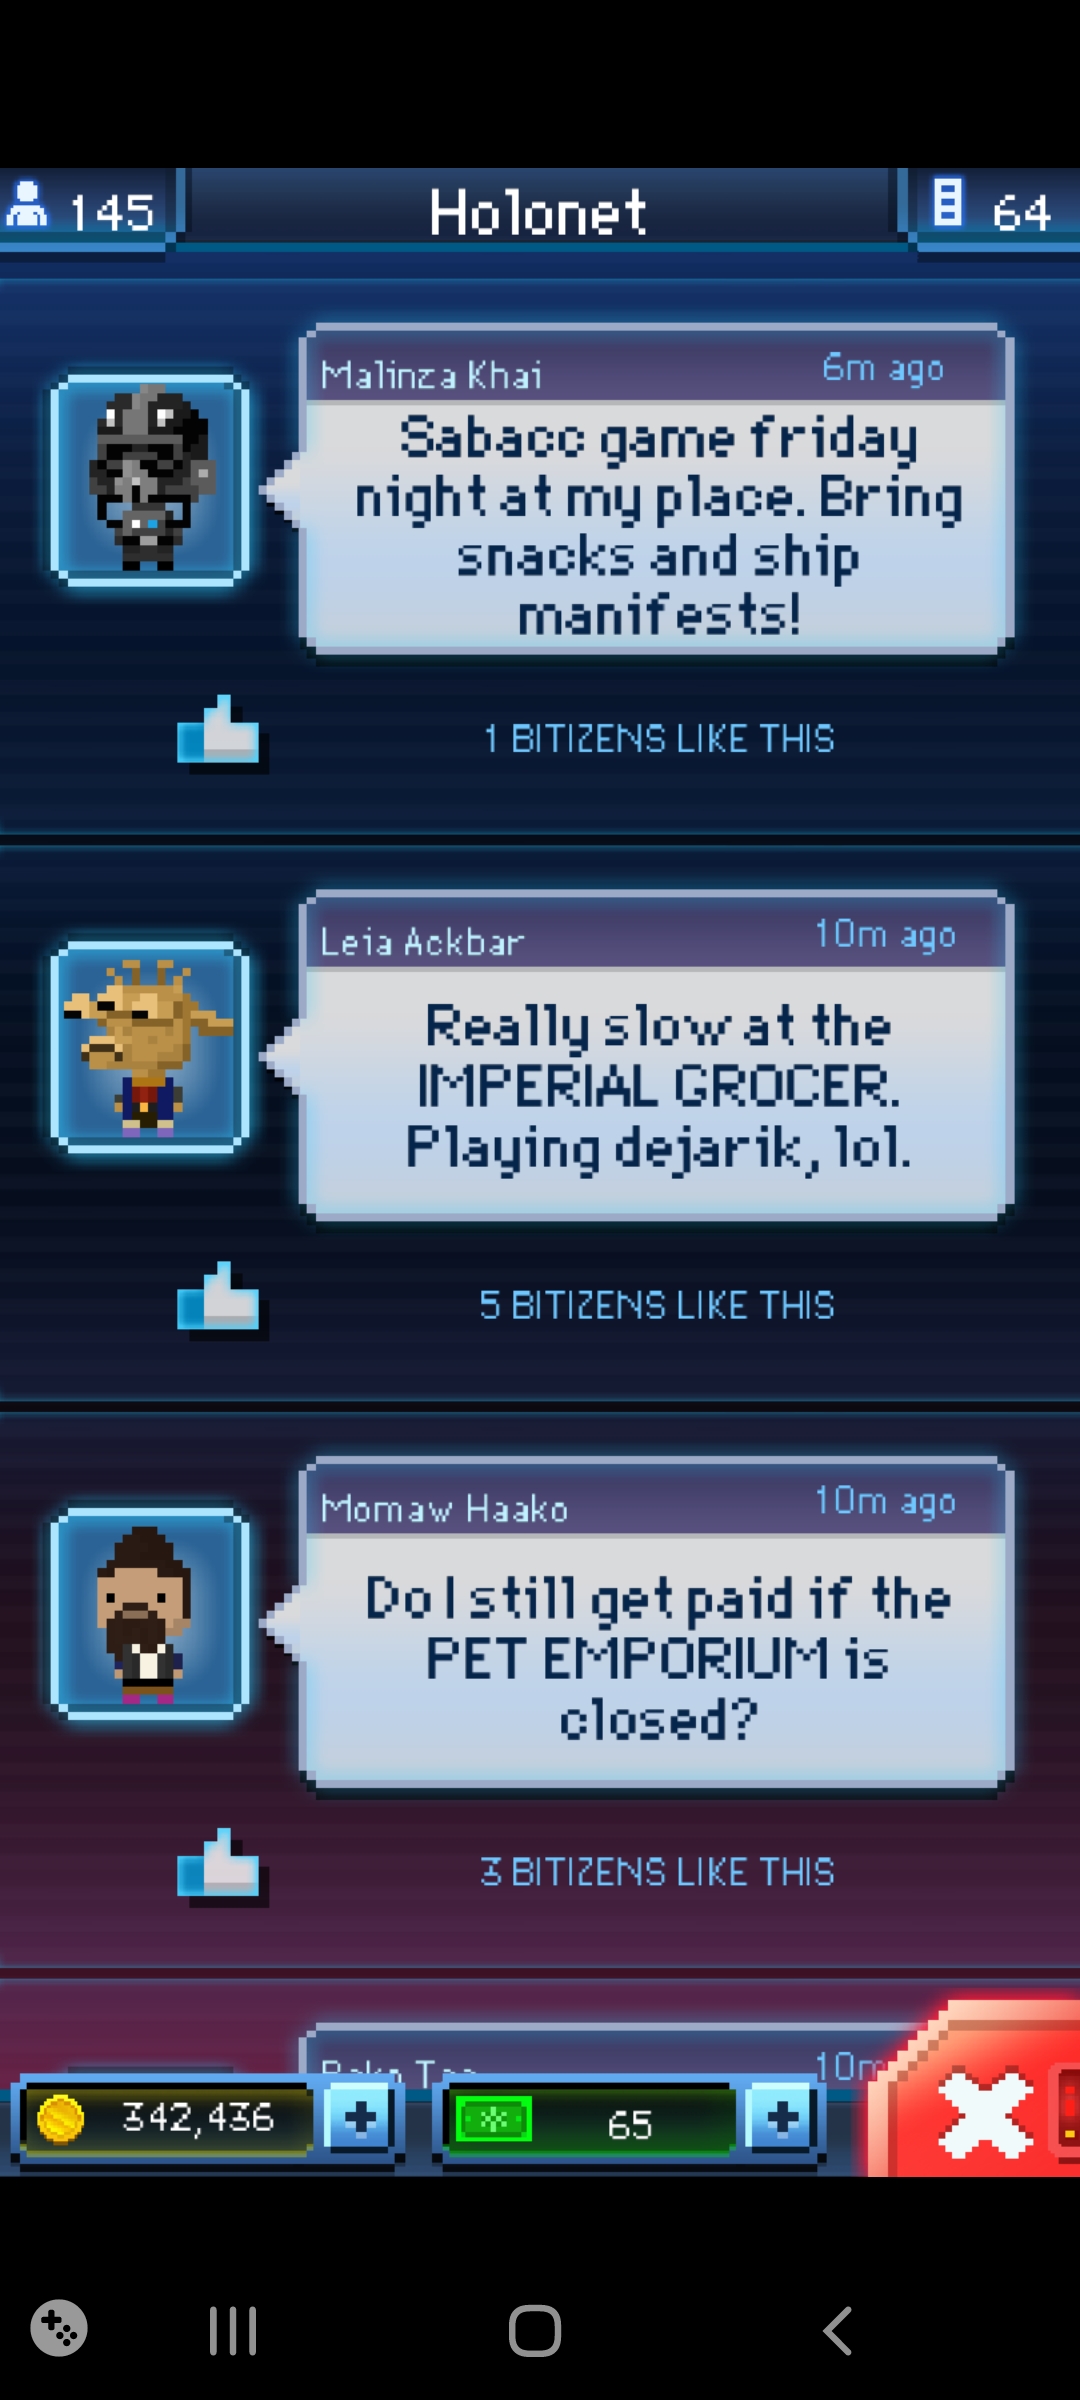 145
Holonet
64
Malinza Khai
6m ago
Sabacc game friday
night at my place. Bring
snacks and ship
manifests!
1 BITIZENS LIKE THIS
Leia Ackbar
10m ago
Really slow at the
IMPERIAL GROCER.
Playing dejarik, lol.
5 BITIZENS LIKE THIS
Momaw Haako
10m ago
Do I still get paid if the
PET EMPORIUM is
closed?
3 BITIZENS LIKE THIS
10m
342,436
65